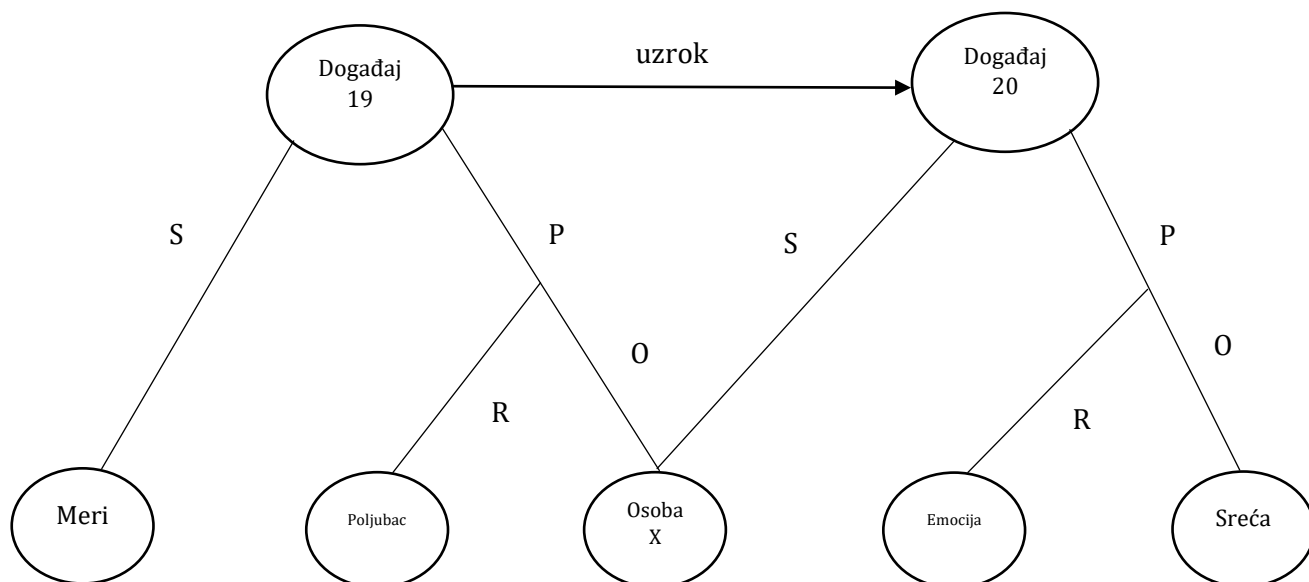 Događaj
19
uzrok
Događaj
20
S
P
S
P
O
O
R
R
Meri
Poljubac
Osoba
X
Emocija
Sreća